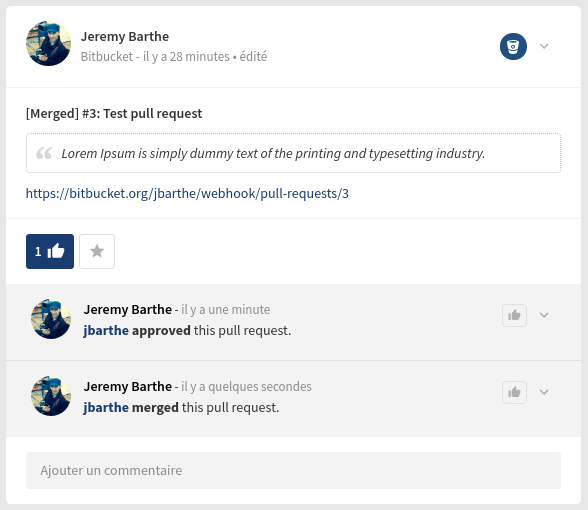 Jeremy Barthe
Bitbucket - il y a 28 minutes • édité
[Merged] #3: Test pull request
Lorem Ipsum is simply dummy text of the printing and typesetting industry.
https://bitbucket.org/jbarthe/webhook/pull-requests/3
1
Jeremy Barthe - il y a une minute
jbarthe approved this pull request.
Jeremy Barthe - il y a quelques secondes
jbarthe merged this pull request.
Ajouter un commentaire